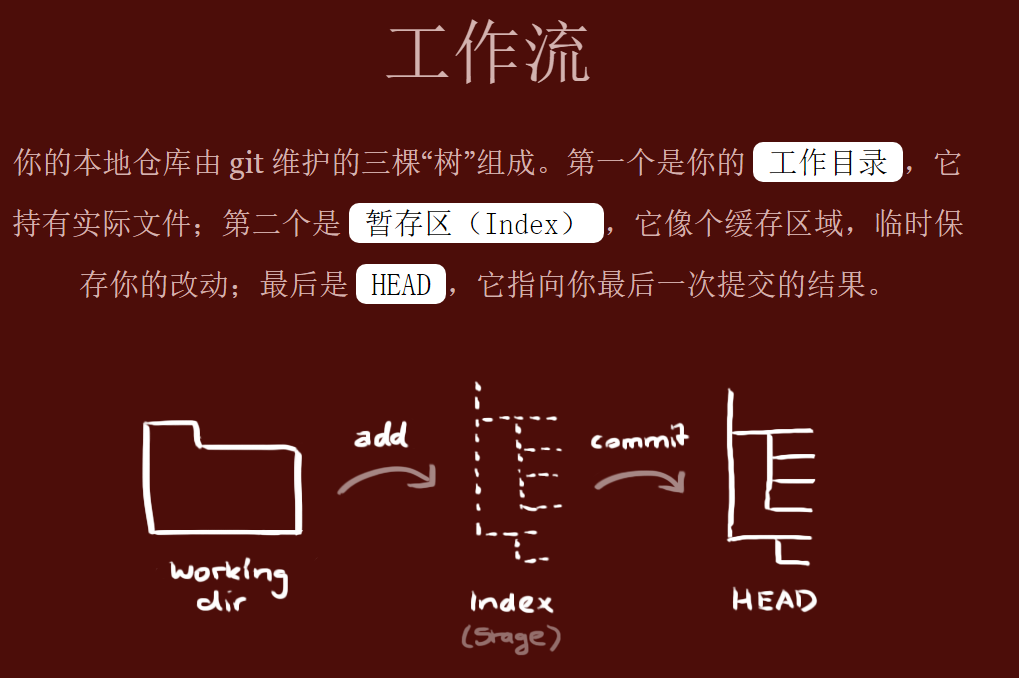 工作流
你的本地仓库由 git 维护的三棵“树”组成。第一个是你的 工作目录，它
持有实际文件；第二个是 暂存区（Index），它像个缓存区域，临时保
存你的改动；最后是 HEAD，它指向你最后一次提交的结果。
add
commit
working
dir
Index
(Stage)
HEAD